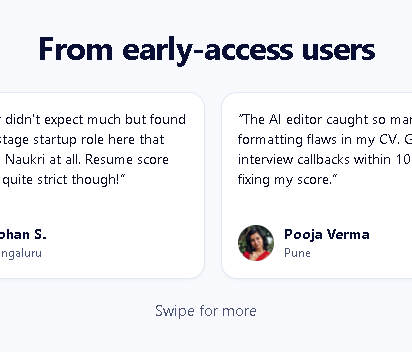 From early-access users
didn't expect much but found
stage startup role here that
Naukri at all. Resume score
quite strict though!"
ohan S.
ngaluru
"The AI editor caught so mar
formatting flaws in my CV. G
interview callbacks within 10
fixing my score."
Pooja Verma
Pune
Swipe for more